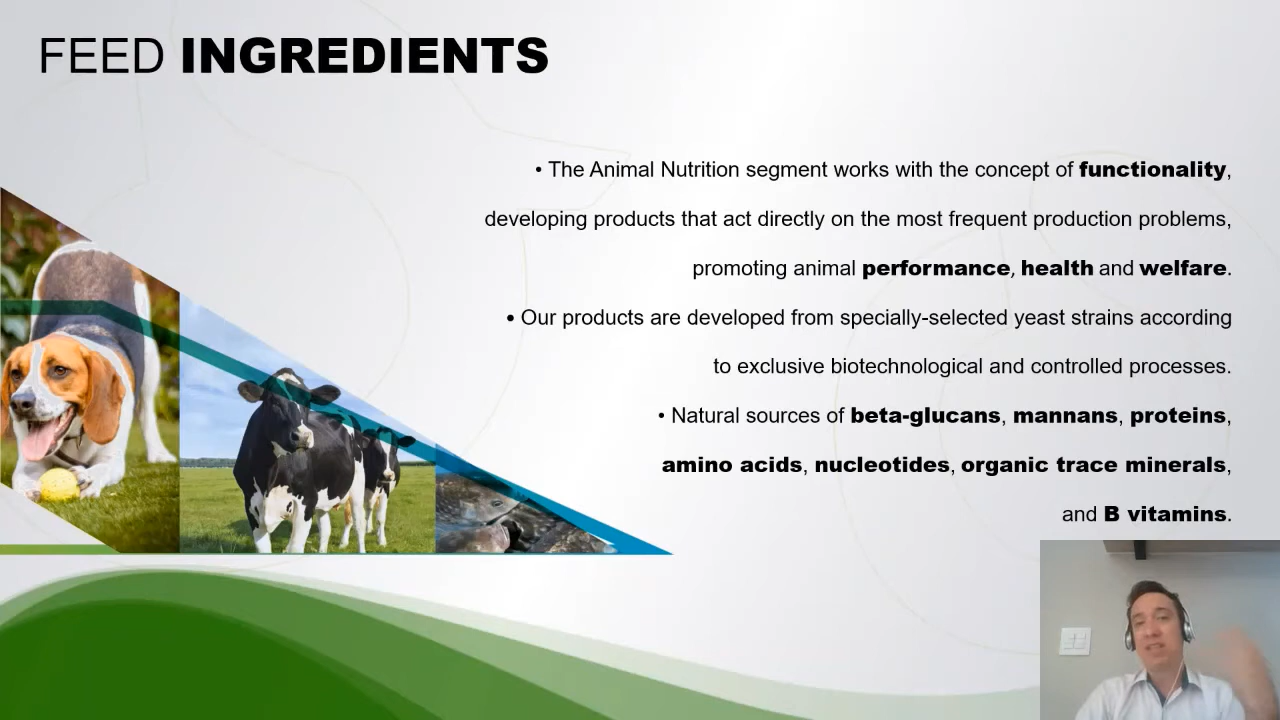 FEED INGREDIENTS
• The Animal Nutrition segment works with the concept of functionality,
developing products that act directly on the most frequent production problems,
promoting animal performance, health and welfare.
• Our products are developed from specially-selected yeast strains according
to exclusive biotechnological and controlled processes.
• Natural sources of beta-glucans, mannans, proteins,
amino acids, nucleotides, organic trace minerals,
and B vitamins.